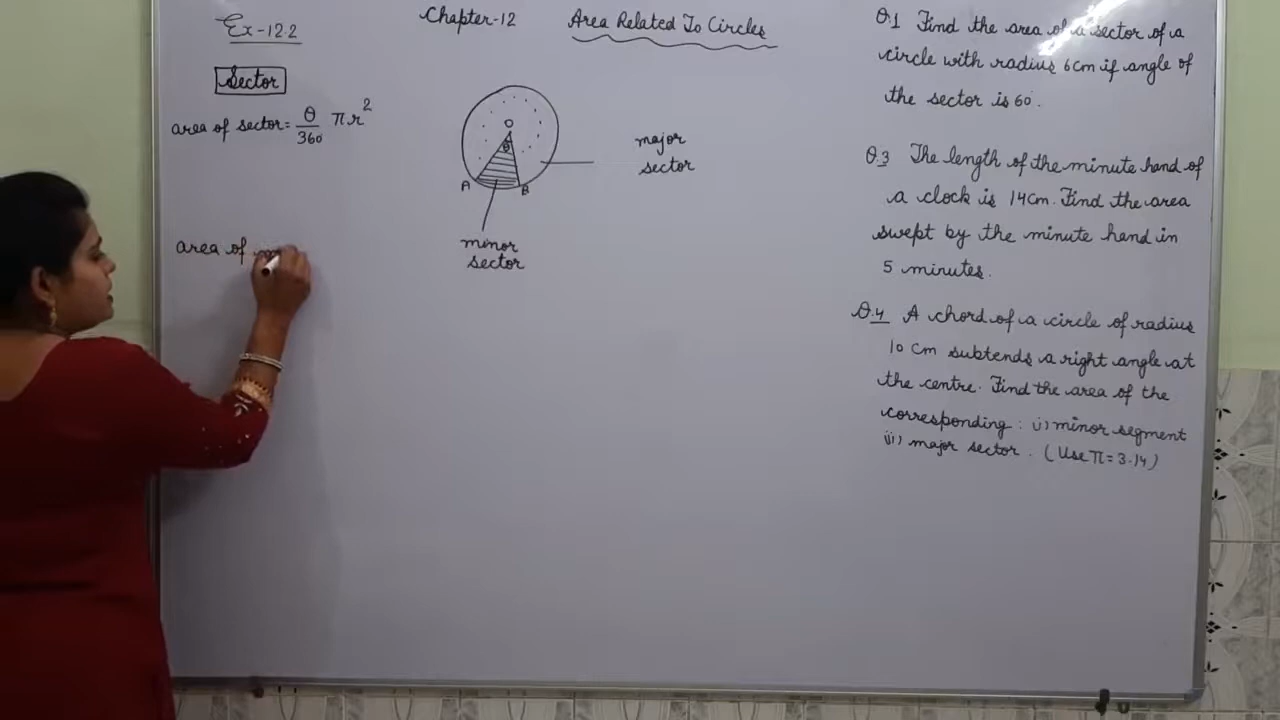 Ex-12.2
Chapter-12 Area Related To Circles
Sector
area of sector = θ/360 πr²
O
θ
A B
major
sector
minor
sector
area of
Q.1 Find the area of a sector of a
circle with radius 6cm if angle of
the sector is 60°.
Q.3 The length of the minute hand of
a clock is 14cm. Find the area
swept by the minute hand in
5 minutes.
Q.4 A chord of a circle of radius
10 cm subtends a right angle at
the centre. Find the area of the
corresponding: i) minor segment
ii) major sector. (Use π = 3.14)